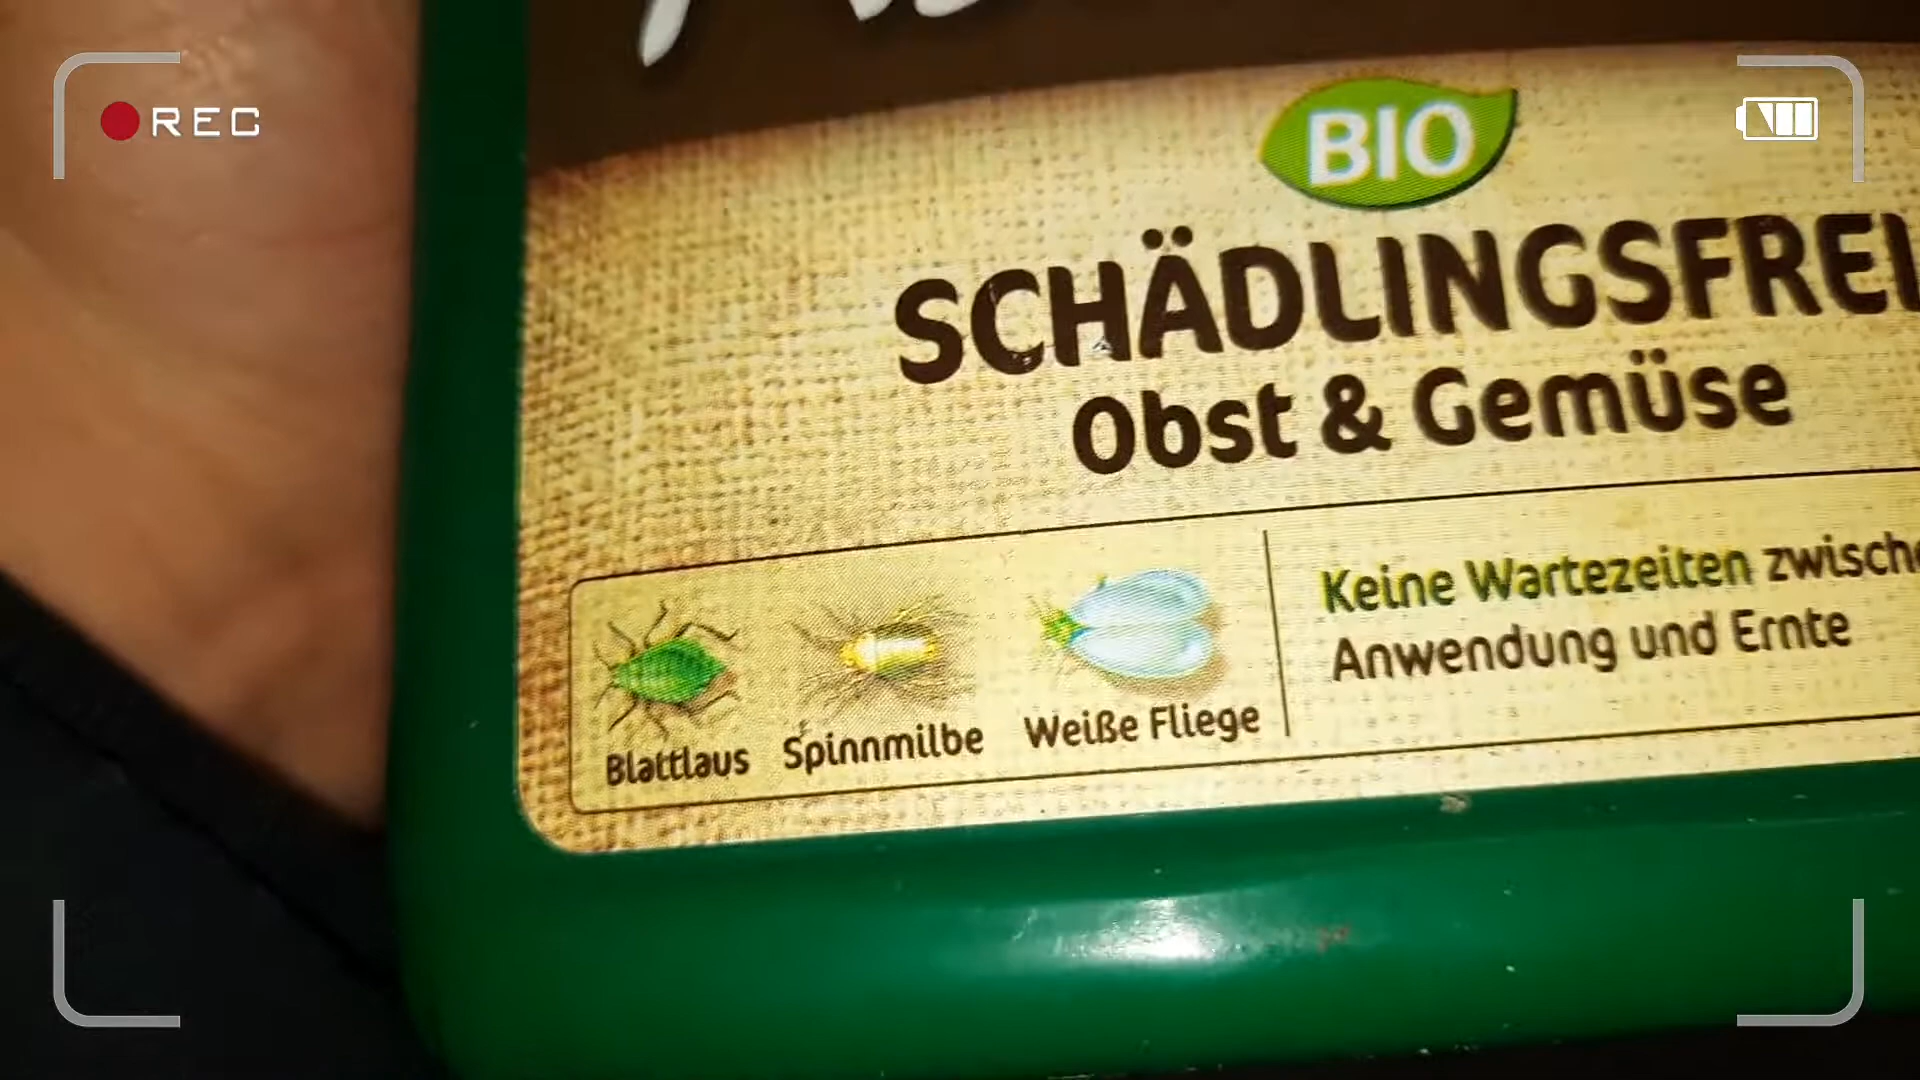 REC
BIO
SCHÄDLINGSFREI
Obst & Gemüse
Blattlaus
Spinnmilbe
Weiße Fliege
Keine Wartezeiten
Anwendung und Ernte